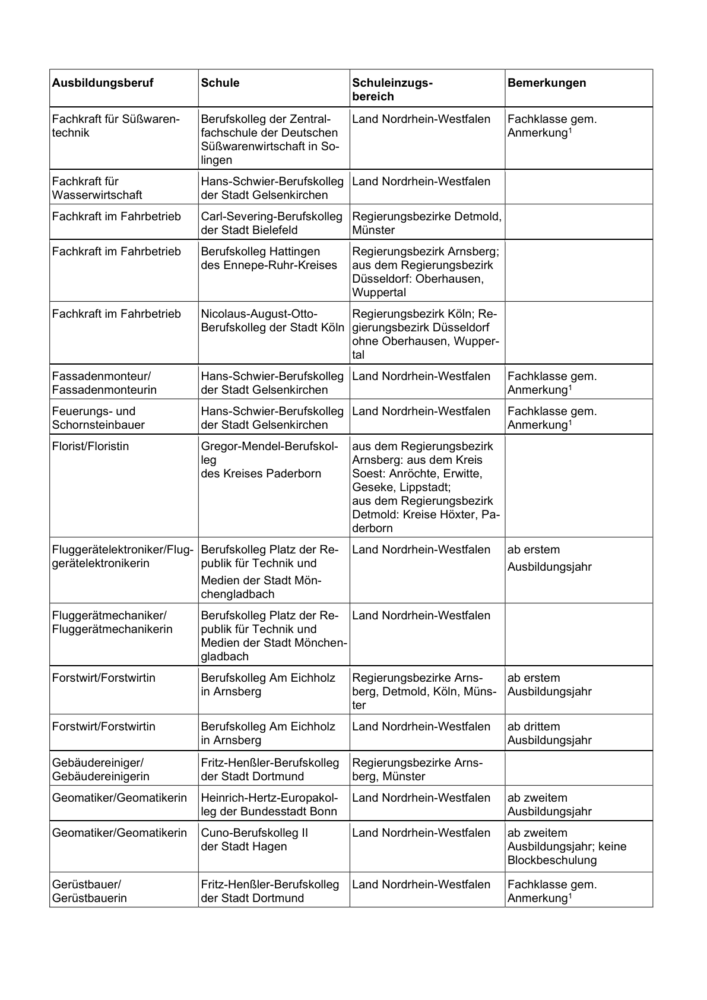 Ausbildungsberuf
Schule
Schuleinzugs-
bereich
Bemerkungen
Fachkraft für Süßwaren-
technik
Berufskolleg der Zentral-
fachschule der Deutschen
Süßwarenwirtschaft in So-
lingen
Land Nordrhein-Westfalen
Fachklasse gem.
Anmerkung¹
Fachkraft für
Wasserwirtschaft
Hans-Schwier-Berufskolleg
der Stadt Gelsenkirchen
Land Nordrhein-Westfalen
Fachkraft im Fahrbetrieb
Carl-Severing-Berufskolleg
der Stadt Bielefeld
Regierungsbezirke Detmold,
Münster
Fachkraft im Fahrbetrieb
Berufskolleg Hattingen
des Ennepe-Ruhr-Kreises
Regierungsbezirk Arnsberg;
aus dem Regierungsbezirk
Düsseldorf: Oberhausen,
Wuppertal
Fachkraft im Fahrbetrieb
Nicolaus-August-Otto-
Berufskolleg der Stadt Köln
Regierungsbezirk Köln; Re-
gierungsbezirk Düsseldorf
ohne Oberhausen, Wupper-
tal
Fassadenmonteur/
Fassadenmonteurin
Hans-Schwier-Berufskolleg
der Stadt Gelsenkirchen
Land Nordrhein-Westfalen
Fachklasse gem.
Anmerkung¹
Feuerungs- und
Schornsteinbauer
Hans-Schwier-Berufskolleg
der Stadt Gelsenkirchen
Land Nordrhein-Westfalen
Fachklasse gem.
Anmerkung¹
Florist/Floristin
Gregor-Mendel-Berufskol-
leg
des Kreises Paderborn
aus dem Regierungsbezirk
Arnsberg: aus dem Kreis
Soest: Anröchte, Erwitte,
Geseke, Lippstadt;
aus dem Regierungsbezirk
Detmold: Kreise Höxter, Pa-
derborn
Fluggerätelektroniker/Flug-
gerätelektronikerin
Berufskolleg Platz der Re-
publik für Technik und
Medien der Stadt Mön-
chengladbach
Land Nordrhein-Westfalen
ab erstem
Ausbildungsjahr
Fluggerätmechaniker/
Fluggerätmechanikerin
Berufskolleg Platz der Re-
publik für Technik und
Medien der Stadt Mönchen-
gladbach
Land Nordrhein-Westfalen
Forstwirt/Forstwirtin
Berufskolleg Am Eichholz
in Arnsberg
Regierungsbezirke Arns-
berg, Detmold, Köln, Müns-
ter
ab erstem
Ausbildungsjahr
Forstwirt/Forstwirtin
Berufskolleg Am Eichholz
in Arnsberg
Land Nordrhein-Westfalen
ab drittem
Ausbildungsjahr
Gebäudereiniger/
Gebäudereinigerin
Fritz-Henßler-Berufskolleg
der Stadt Dortmund
Regierungsbezirke Arns-
berg, Münster
Geomatiker/Geomatikerin
Heinrich-Hertz-Europakol-
leg der Bundesstadt Bonn
Land Nordrhein-Westfalen
ab zweitem
Ausbildungsjahr
Geomatiker/Geomatikerin
Cuno-Berufskolleg II
der Stadt Hagen
Land Nordrhein-Westfalen
ab zweitem
Ausbildungsjahr; keine
Blockbeschulung
Gerüstbauer/
Gerüstbauerin
Fritz-Henßler-Berufskolleg
der Stadt Dortmund
Land Nordrhein-Westfalen
Fachklasse gem.
Anmerkung¹